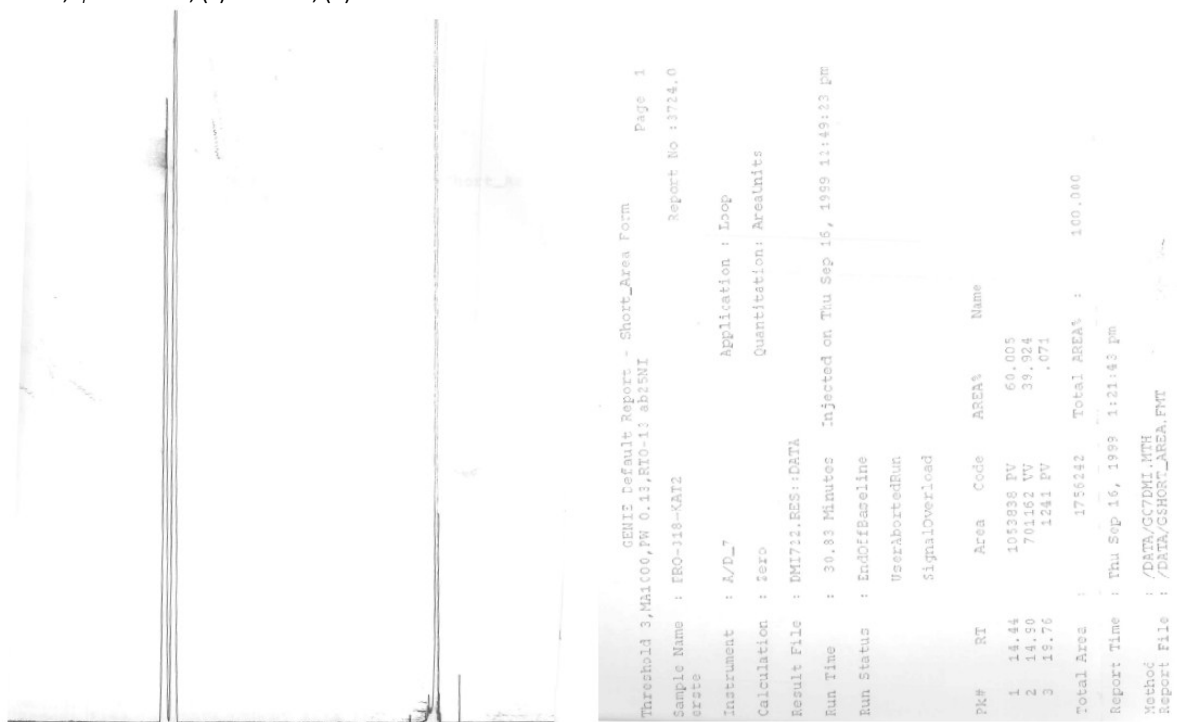 GENIE Default Report - Short_Area Form Page 1
Threshold 3,MA1000,PW 0.13,RTO-13 ab25NI
Sample Name : FRO-318-KAT2 Report No :3724.0
erste
Instrument : A/D_7 Application : Loop
Calculation : Zero Quantitation: AreaUnits
Result File : DMI722.RES::DATA
Run Time : 30.83 Minutes Injected on Thu Sep 16, 1999 11:49:23 pm
Run Status : EndOffBaseline
UserAbortedRun
SignalOverload
Pk# RT Area Code AREA% Name
1 14.44 1053838 PV 60.005
2 14.90 701162 VV 39.924
3 19.76 1241 PV .071
Total Area : 1756242 Total AREA% : 100.000
Report Time : Thu Sep 16, 1999 1:21:43 pm
Method : /DATA/GC7DMI.MTH
Report File : /DATA/GSHORT_AREA.FMT